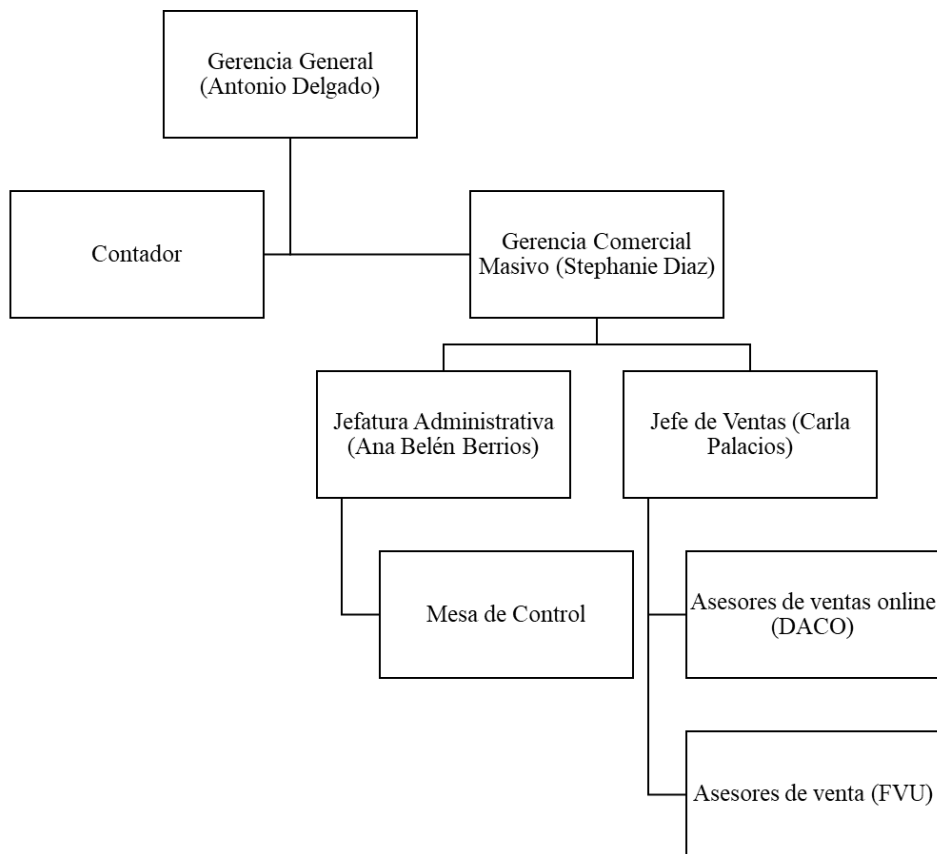 Gerencia General
(Antonio Delgado)
Contador
Gerencia Comercial
Masivo (Stephanie Diaz)
Jefatura Administrativa
(Ana Belén Berrios)
Jefe de Ventas (Carla
Palacios)
Mesa de Control
Asesores de ventas online
(DACO)
Asesores de venta (FVU)